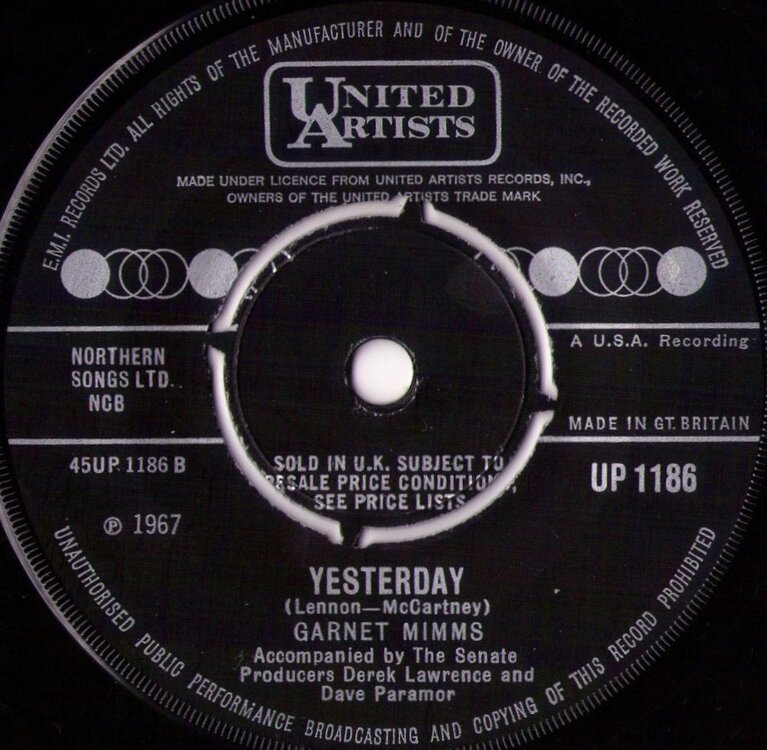 E.M.I. RECORDS LTD. ALL RIGHTS OF THE MANUFACTURER AND OF THE OWNER OF THE RECORDED WORK RESERVED
UNITED
ARTISTS
MADE UNDER LICENCE FROM UNITED ARTISTS RECORDS, INC.,
OWNERS OF THE UNITED ARTISTS TRADE MARK
NORTHERN
SONGS LTD.
NCB
A U.S.A. Recording
MADE IN GT. BRITAIN
45UP 1186 B
UP 1186
SOLD IN U.K. SUBJECT TO
RESALE PRICE CONDITIONS,
SEE PRICE LISTS
℗ 1967
YESTERDAY
(Lennon—McCartney)
GARNET MIMMS
Accompanied by The Senate
Producers Derek Lawrence and
Dave Paramor
UNAUTHORISED PUBLIC PERFORMANCE BROADCASTING AND COPYING OF THIS RECORD PROHIBITED